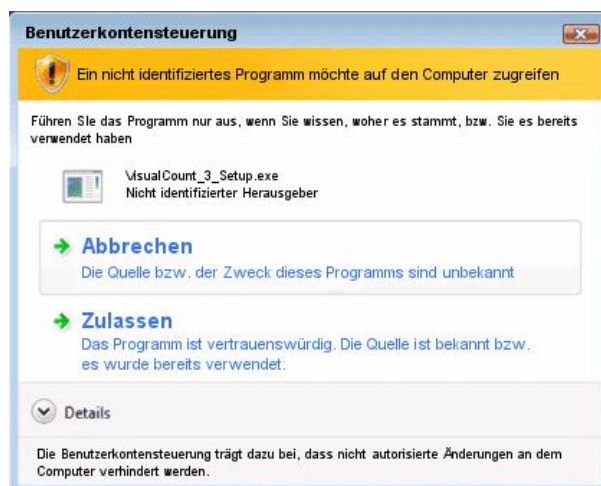 Benutzerkontensteuerung
Ein nicht identifiziertes Programm möchte auf den Computer zugreifen
Führen SIe das Programm nur aus, wenn Sie wissen, woher es stammt, bzw. Sie es bereits
verwendet haben
VisualCount_3_Setup.exe
Nicht identifizierter Herausgeber
Abbrechen
Die Quelle bzw. der Zweck dieses Programms sind unbekannt
Zulassen
Das Programm ist vertrauenswürdig. Die Quelle ist bekannt bzw.
es wurde bereits verwendet.
Details
Die Benutzerkontensteuerung trägt dazu bei, dass nicht autorisierte Änderungen an dem
Computer verhindert werden.